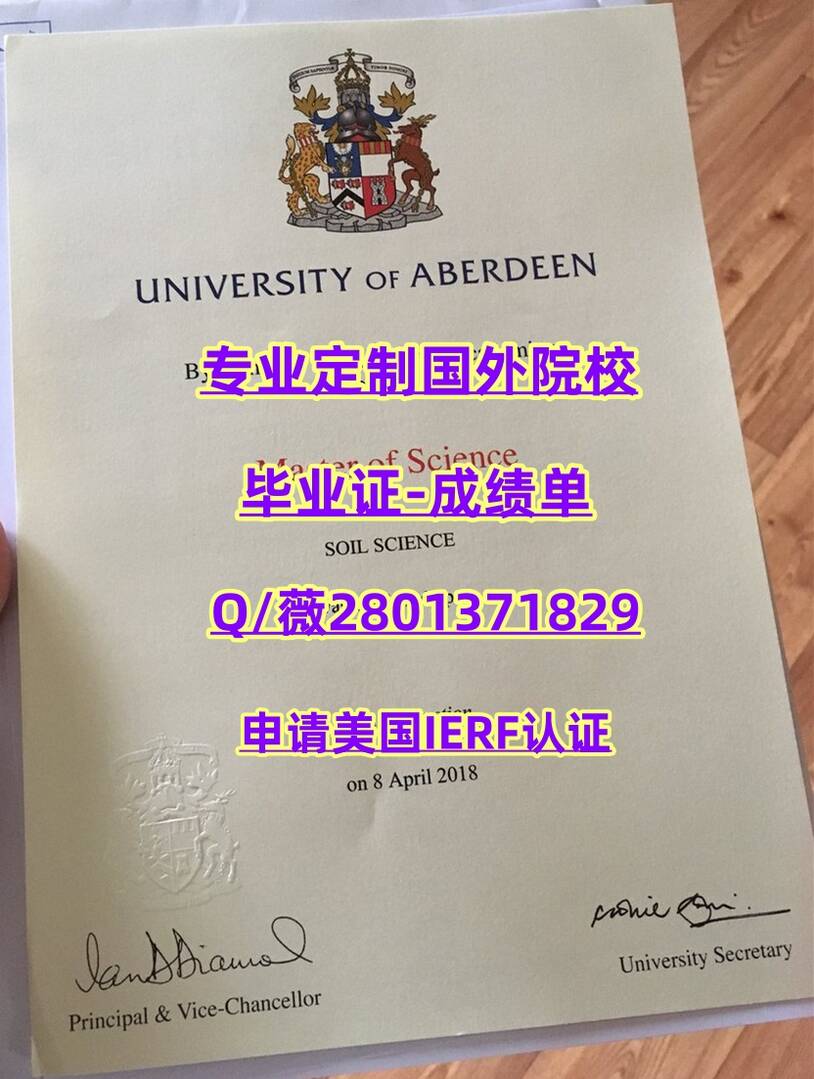 UNIVERSITY OF ABERDEEN
专业定制国外院校
Master of Science
毕业证-成绩单
SOIL SCIENCE
Q/薇2801371829
申请美国IERF认证
on 8 April 2018
Principal & Vice-Chancellor
University Secretary